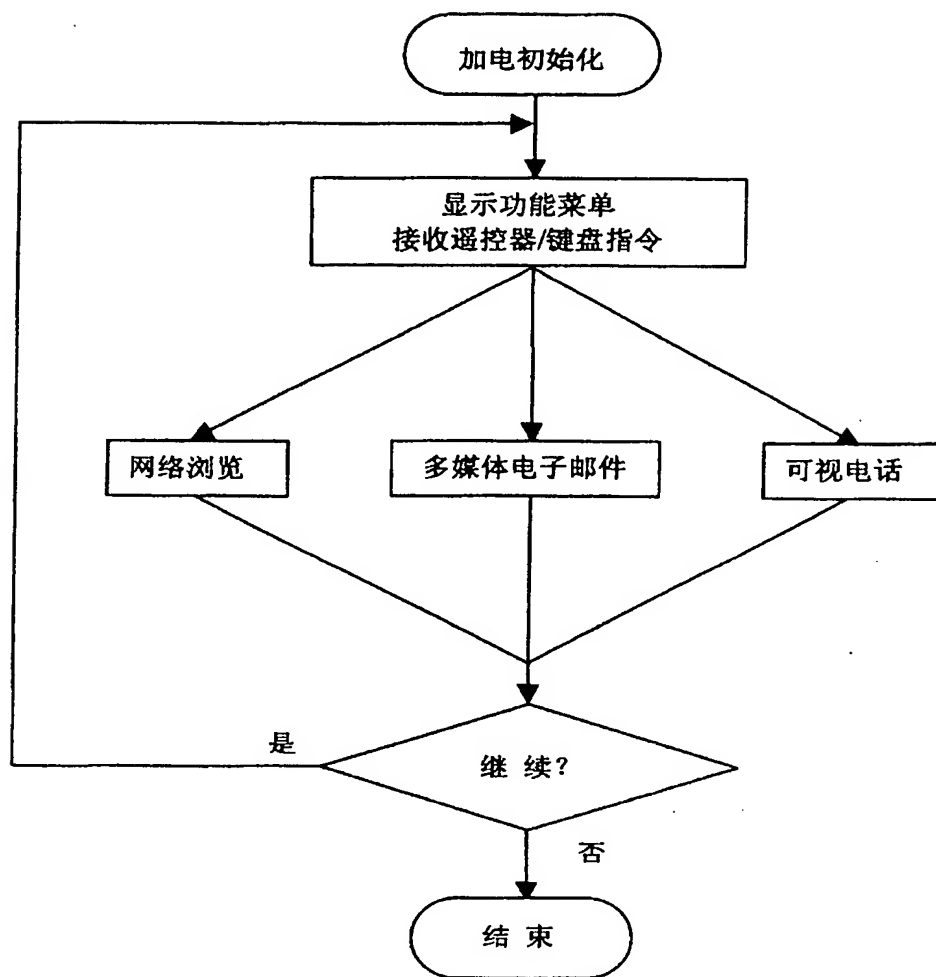 加电初始化
显示功能菜单
接收遥控器/键盘指令
网络浏览
多媒体电子邮件
可视电话
是
继 续?
否
结 束